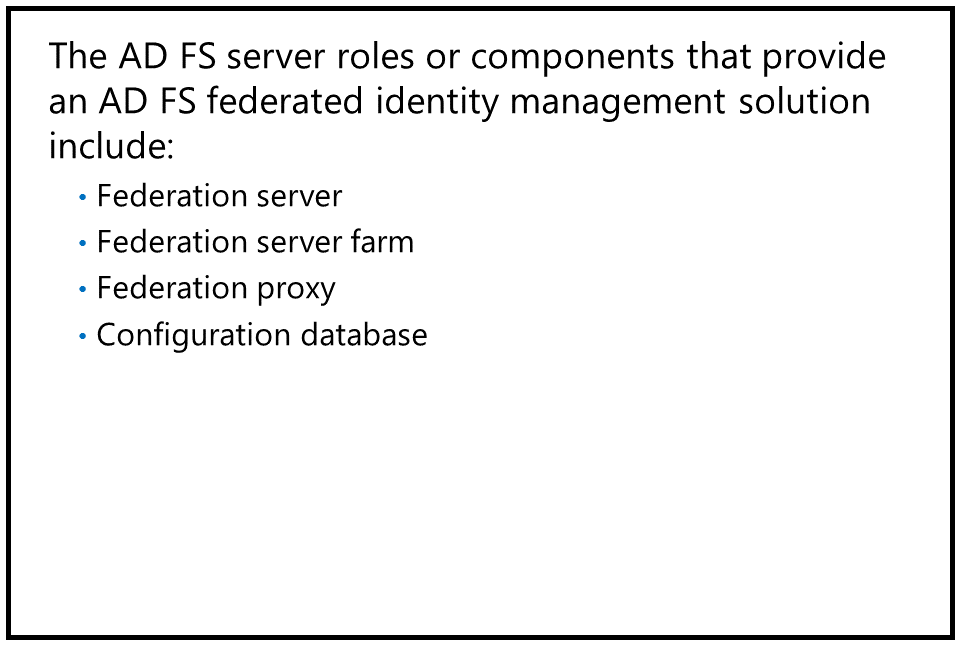 The AD FS server roles or components that provide
an AD FS federated identity management solution
include:
• Federation server
• Federation server farm
• Federation proxy
• Configuration database